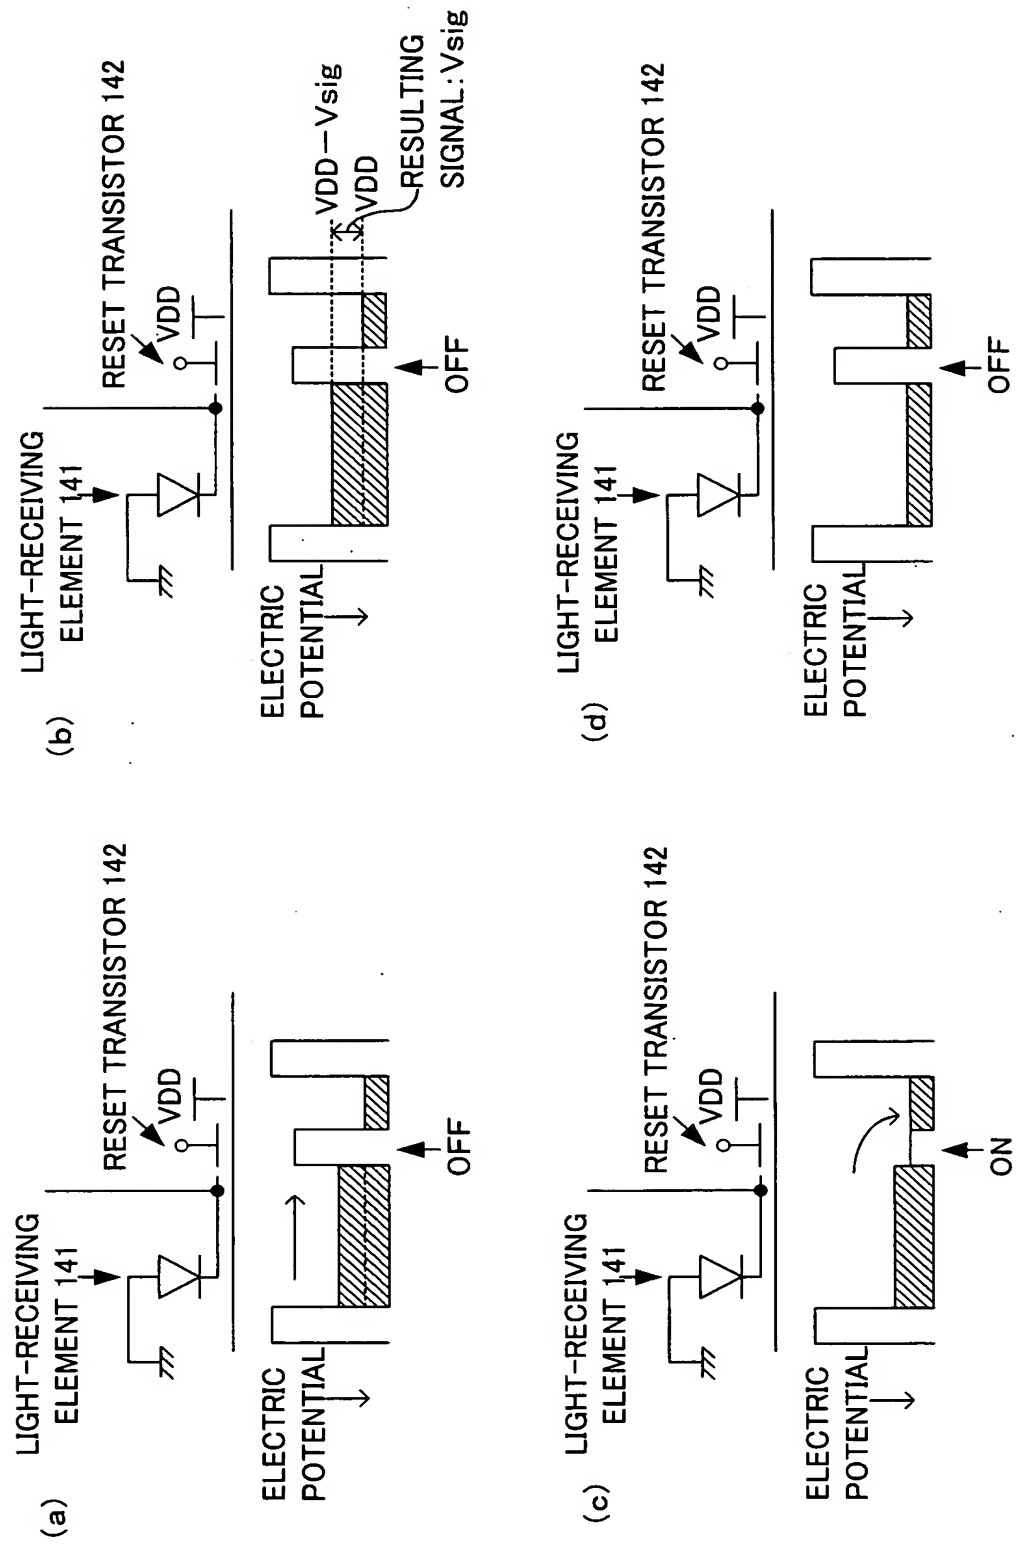 (a)
LIGHT-RECEIVING
ELEMENT 141
RESET TRANSISTOR 142
VDD
ELECTRIC
POTENTIAL
OFF
(b)
LIGHT-RECEIVING
ELEMENT 141
RESET TRANSISTOR 142
VDD
ELECTRIC
POTENTIAL
VDD-Vsig
VDD
RESULTING
SIGNAL:Vsig
OFF
(c)
LIGHT-RECEIVING
ELEMENT 141
RESET TRANSISTOR 142
VDD
ELECTRIC
POTENTIAL
ON
(d)
LIGHT-RECEIVING
ELEMENT 141
RESET TRANSISTOR 142
VDD
ELECTRIC
POTENTIAL
OFF